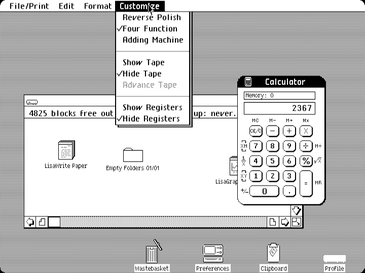 File/Print Edit Format Customize
Reverse Polish
✓Four Function
Adding Machine
Show Tape
✓Hide Tape
Advance Tape
Show Registers
✓Hide Registers
Calculator
Memory: 0
2367
4825 blocks free out
up: never.
MC M- M+ Mx
CE/C - + X
7 8 9 ÷
4 5 6 %
1 2 3 =
0 .
LisaWrite Paper
Empty Folders 01/01
LisaGra
Wastebasket
Preferences
Clipboard
Profile